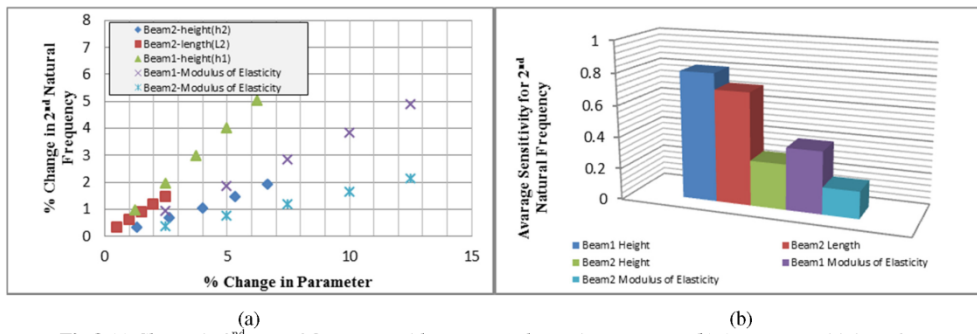 8
7
6
5
4
3
2
1
0
% Change in 2nd Natural
Frequency
Beam2-height(h2)
Beam2-length(L2)
Beam1-height(h1)
Beam1-Modulus of Elasticity
Beam2-Modulus of Elasticity
0 5 10 15
% Change in Parameter
(a)
1
0.8
0.6
0.4
0.2
0
Avarage Sensitivity for 2nd
Natural Frequency
Beam1 Height Beam2 Length
Beam2 Height Beam1 Modulus of Elasticity
Beam2 Modulus of Elasticity
(b)